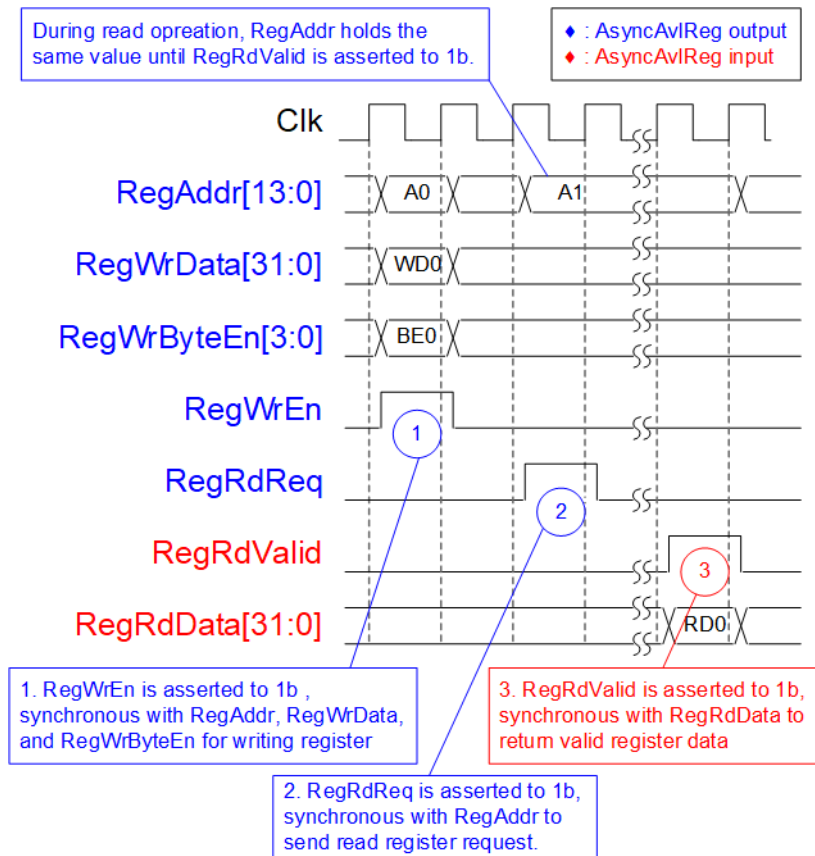 During read opreation, RegAddr holds the
same value until RegRdValid is asserted to 1b.
♦ : AsyncAvlReg output
♦ : AsyncAvlReg input
Clk
RegAddr[13:0]
A0
A1
RegWrData[31:0]
WD0
RegWrByteEn[3:0]
BE0
RegWrEn
1
RegRdReq
2
RegRdValid
3
RegRdData[31:0]
RD0
1. RegWrEn is asserted to 1b ,
synchronous with RegAddr, RegWrData,
and RegWrByteEn for writing register
3. RegRdValid is asserted to 1b,
synchronous with RegRdData to
return valid register data
2. RegRdReq is asserted to 1b,
synchronous with RegAddr to
send read register request.